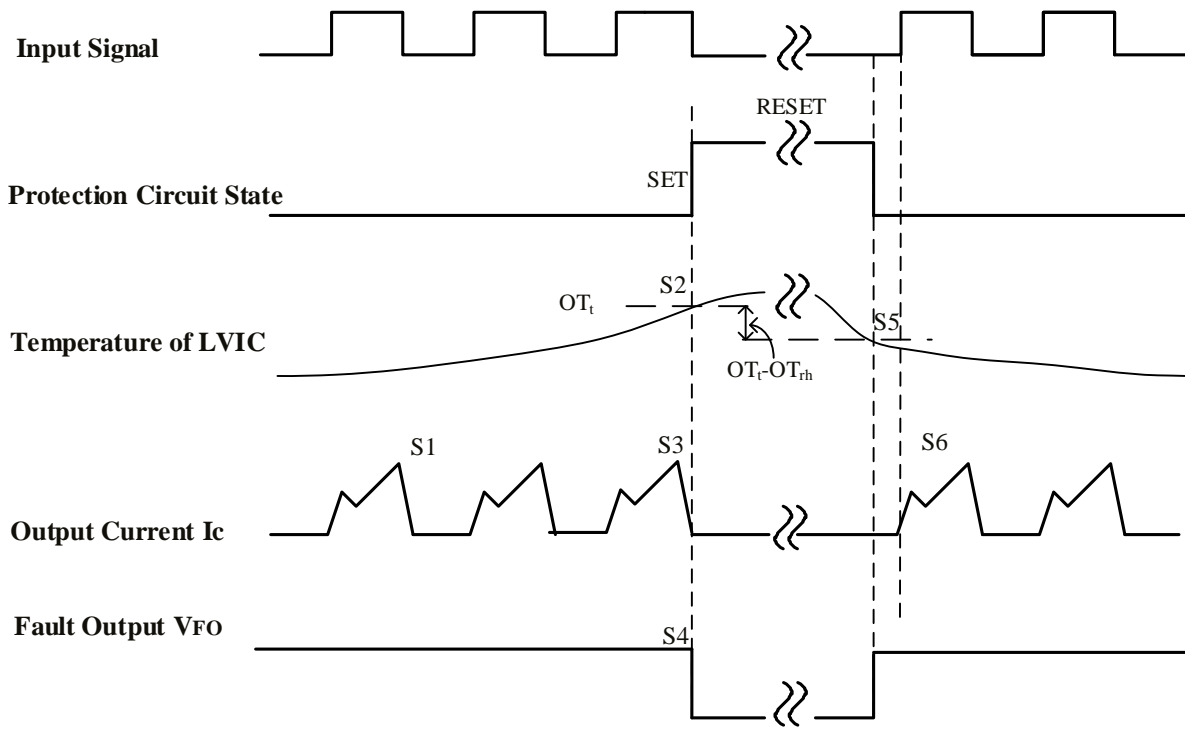 Input Signal
RESET
SET
Protection Circuit State
S2
OTt
S5
Temperature of LVIC
OTt-OTrh
S1
S3
S6
Output Current Ic
Fault Output VFO
S4